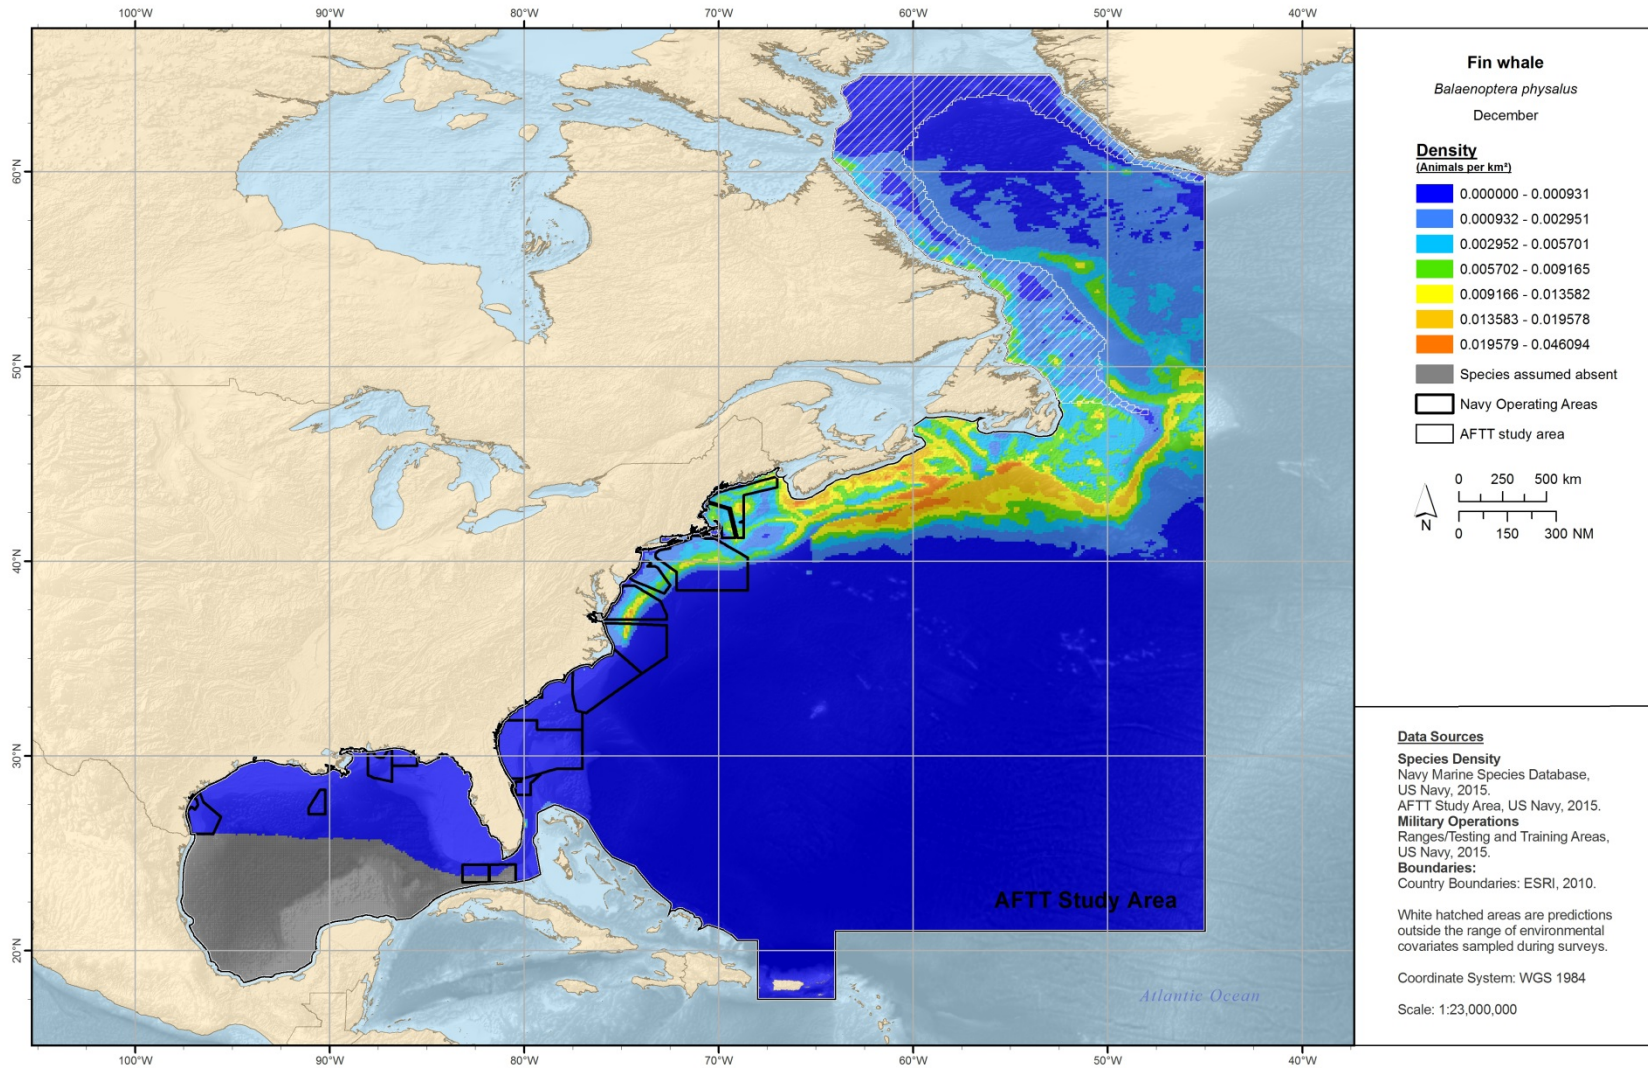 100°W 90°W 80°W 70°W 60°W 50°W 40°W
60°N
50°N
40°N
30°N
20°N
60°N
50°N
40°N
30°N
20°N
AFTT Study Area
Atlantic Ocean
100°W 90°W 80°W 70°W 60°W 50°W 40°W
Fin whale
Balaenoptera physalus
December
Density
(Animals per km²)
0.000000 - 0.000931
0.000932 - 0.002951
0.002952 - 0.005701
0.005702 - 0.009165
0.009166 - 0.013582
0.013583 - 0.019578
0.019579 - 0.046094
Species assumed absent
Navy Operating Areas
AFTT study area
N
0 250 500 km
0 150 300 NM
Data Sources
Species Density
Navy Marine Species Database,
US Navy, 2015.
AFTT Study Area, US Navy, 2015.
Military Operations
Ranges/Testing and Training Areas,
US Navy, 2015.
Boundaries:
Country Boundaries: ESRI, 2010.
White hatched areas are predictions
outside the range of environmental
covariates sampled during surveys.
Coordinate System: WGS 1984
Scale: 1:23,000,000